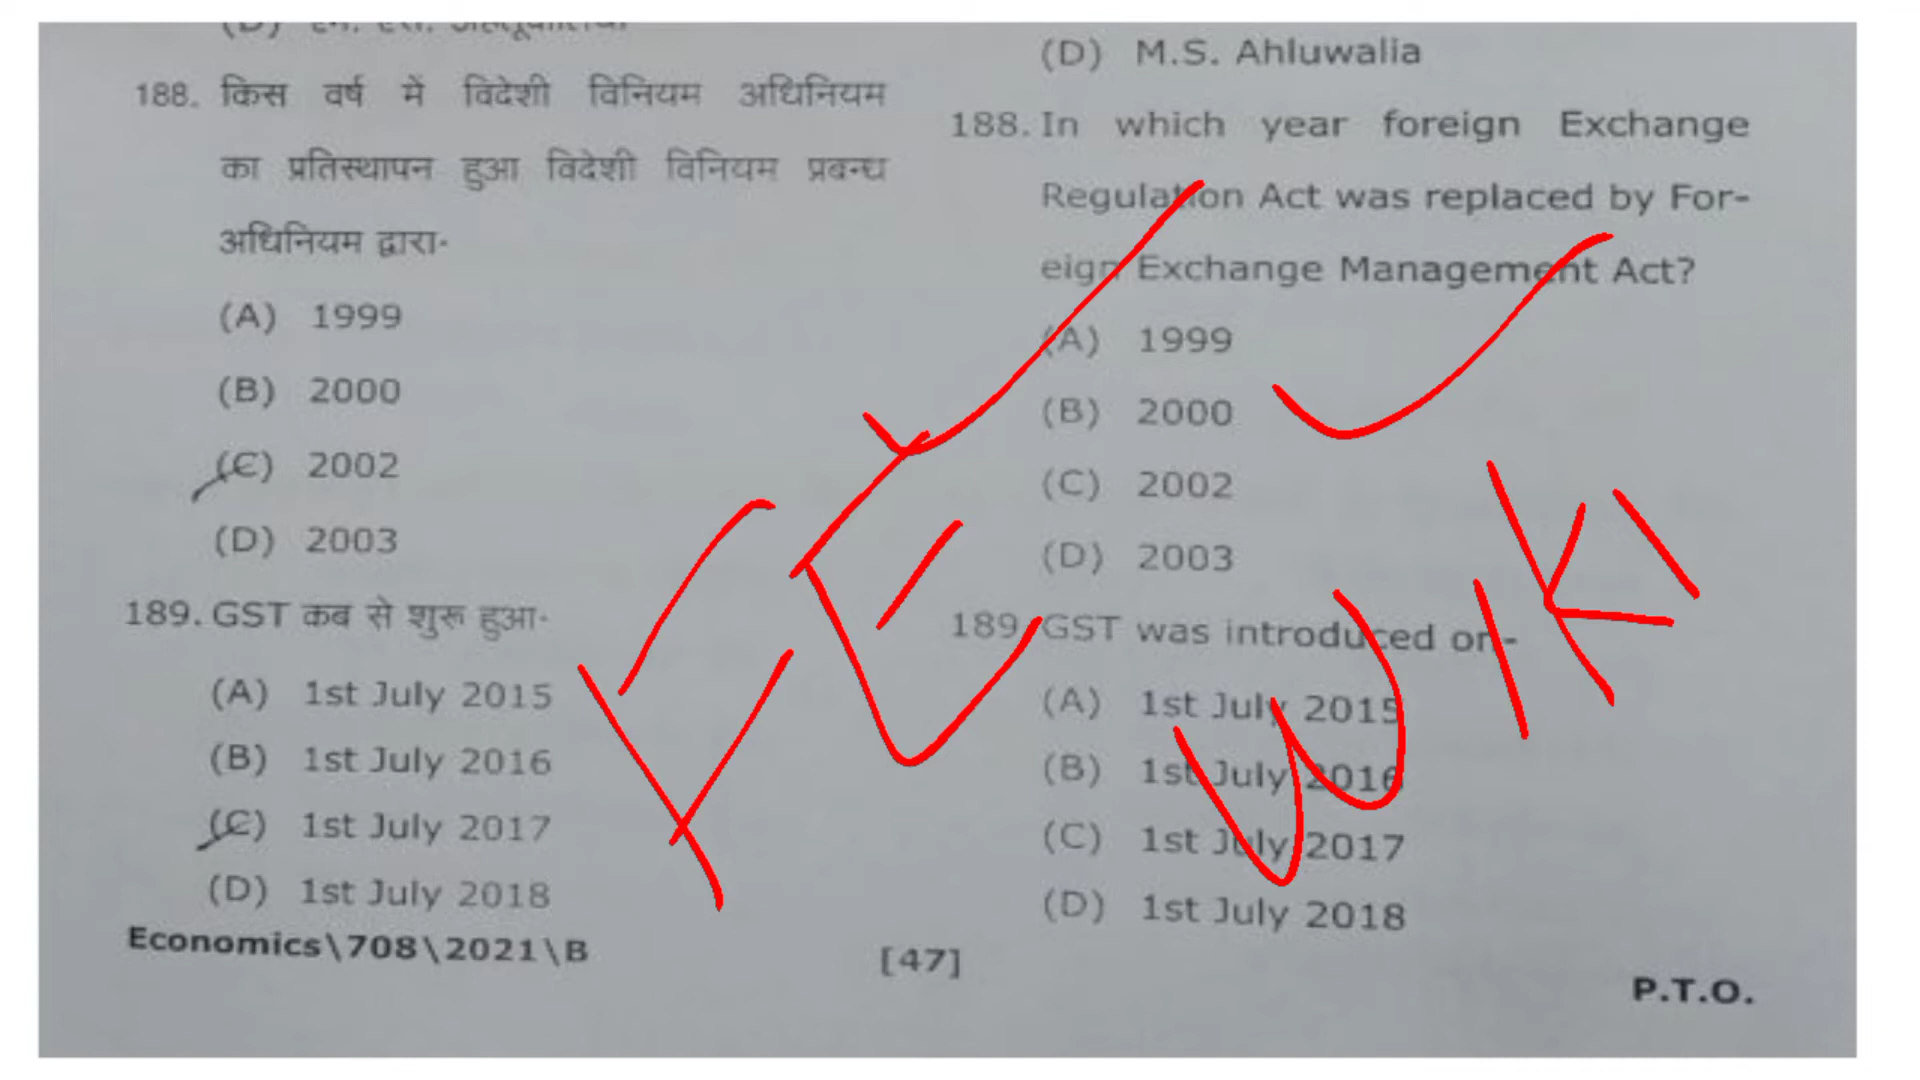 188. किस वर्ष में विदेशी विनियम अधिनियम
का प्रतिस्थापन हुआ विदेशी विनियम प्रबन्ध
अधिनियम द्वारा-
(A) 1999
(B) 2000
(C) 2002
(D) 2003
189. GST कब से शुरू हुआ-
(A) 1st July 2015
(B) 1st July 2016
(C) 1st July 2017
(D) 1st July 2018
Economics\708\2021\B
(D) M.S. Ahluwalia
188. In which year foreign Exchange
Regulation Act was replaced by For-
eign Exchange Management Act?
(A) 1999
(B) 2000
(C) 2002
(D) 2003
189. GST was introduced on-
(A) 1st July 2015
(B) 1st July 2016
(C) 1st July 2017
(D) 1st July 2018
[47]
P.T.O.
WIKI